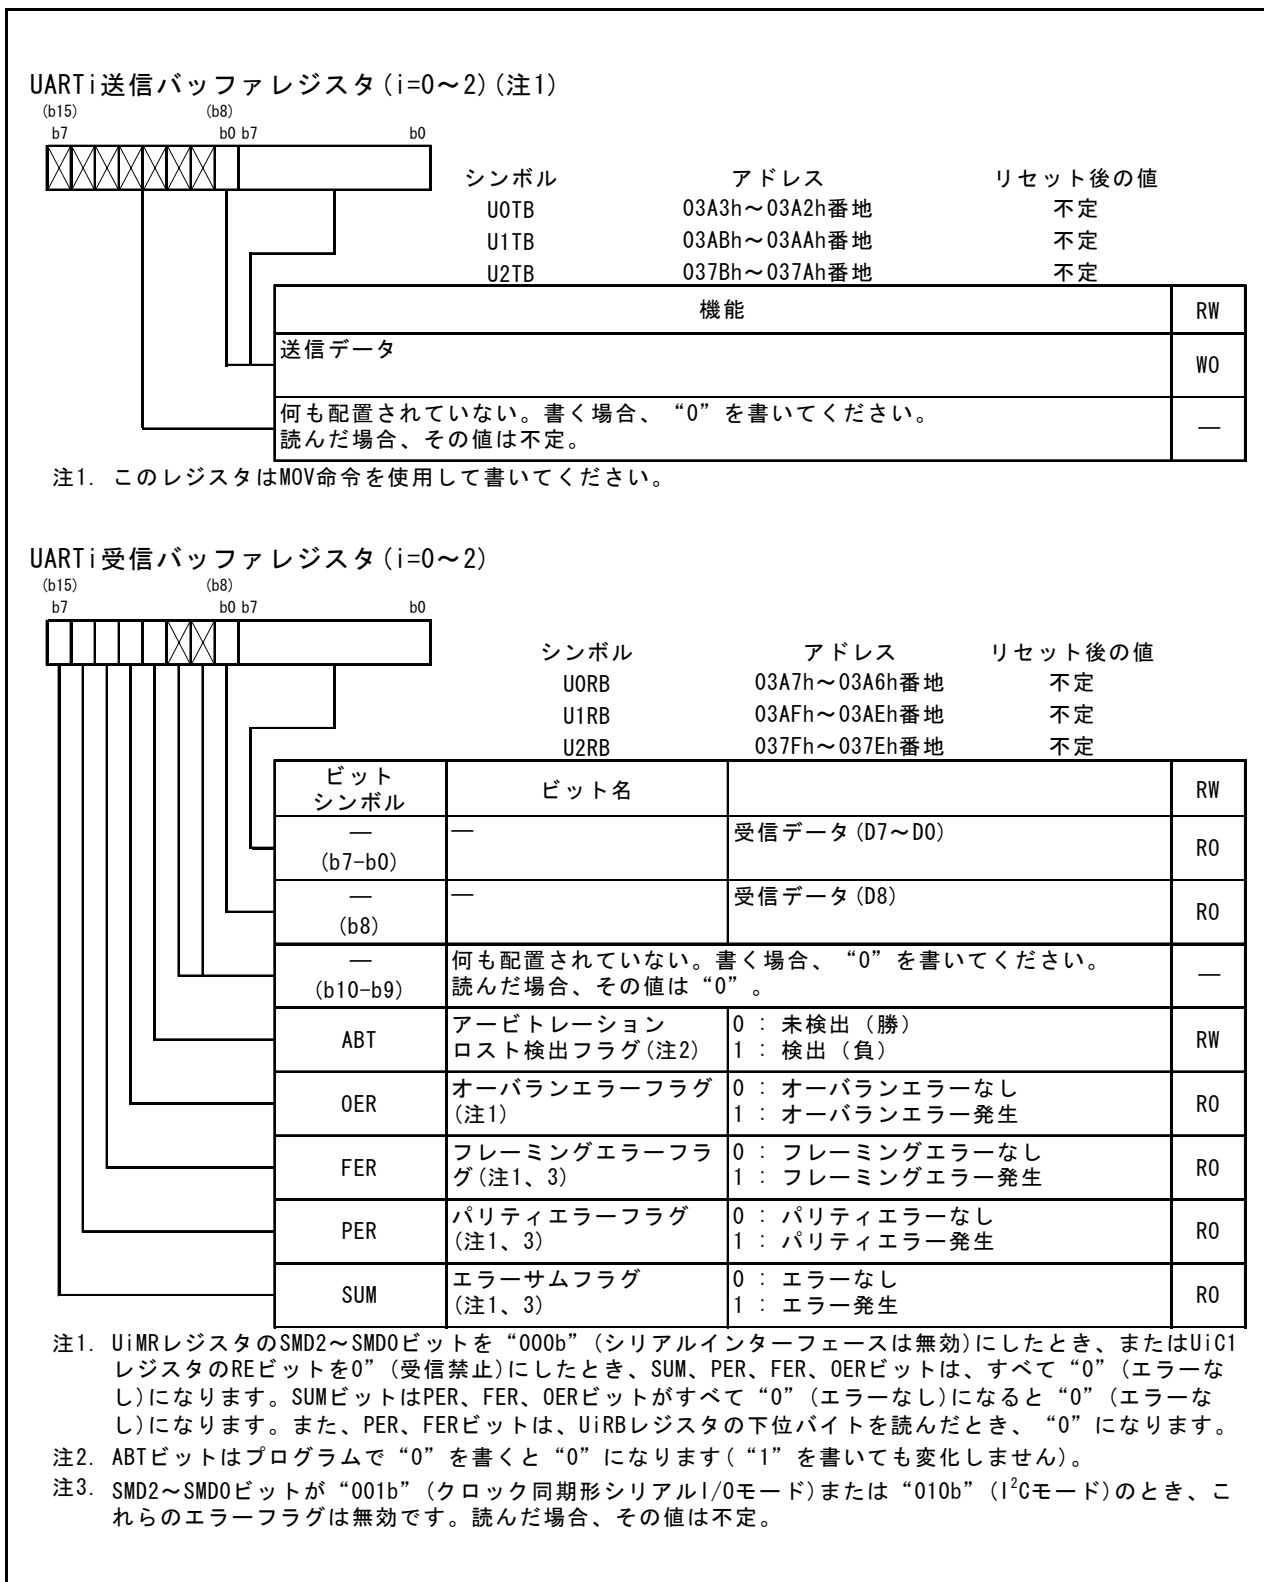 UARTi送信バッファレジスタ(i=0～2)(注1)
(b15) (b8)
b7 b0 b7 b0
シンボル アドレス リセット後の値
U0TB 03A3h～03A2h番地 不定
U1TB 03ABh～03AAh番地 不定
U2TB 037Bh～037Ah番地 不定
機能 RW
送信データ WO
何も配置されていない。書く場合、“0”を書いてください。
読んだ場合、その値は不定。 —
注1. このレジスタはMOV命令を使用して書いてください。
UARTi受信バッファレジスタ(i=0～2)
(b15) (b8)
b7 b0 b7 b0
シンボル アドレス リセット後の値
U0RB 03A7h～03A6h番地 不定
U1RB 03AFh～03AEh番地 不定
U2RB 037Fh～037Eh番地 不定
ビット
シンボル ビット名 RW
— — 受信データ(D7～D0)
(b7-b0) RO
— — 受信データ(D8)
(b8) RO
— 何も配置されていない。書く場合、“0”を書いてください。
(b10-b9) 読んだ場合、その値は“0”。 —
アービトレーション 0 : 未検出（勝）
ABT ロスト検出フラグ(注2) 1 : 検出（負） RW
オーバランエラーフラグ 0 : オーバランエラーなし
OER (注1) 1 : オーバランエラー発生 RO
フレーミングエラーフラ 0 : フレーミングエラーなし
FER グ(注1、3) 1 : フレーミングエラー発生 RO
パリティエラーフラグ 0 : パリティエラーなし
PER (注1、3) 1 : パリティエラー発生 RO
エラーサムフラグ 0 : エラーなし
SUM (注1、3) 1 : エラー発生 RO
注1. UiMRレジスタのSMD2～SMD0ビットを“000b”(シリアルインターフェースは無効)にしたとき、またはUiC1
レジスタのREビットを0”(受信禁止)にしたとき、SUM、PER、FER、OERビットは、すべて“0”(エラーな
し)になります。SUMビットはPER、FER、OERビットがすべて“0”(エラーなし)になると“0”(エラーな
し)になります。また、PER、FERビットは、UiRBレジスタの下位バイトを読んだとき、“0”になります。
注2. ABTビットはプログラムで“0”を書くと“0”になります(“1”を書いても変化しません)。
注3. SMD2～SMD0ビットが“001b”(クロック同期形シリアルI/Oモード)または“010b”(I²Cモード)のとき、こ
れらのエラーフラグは無効です。読んだ場合、その値は不定。